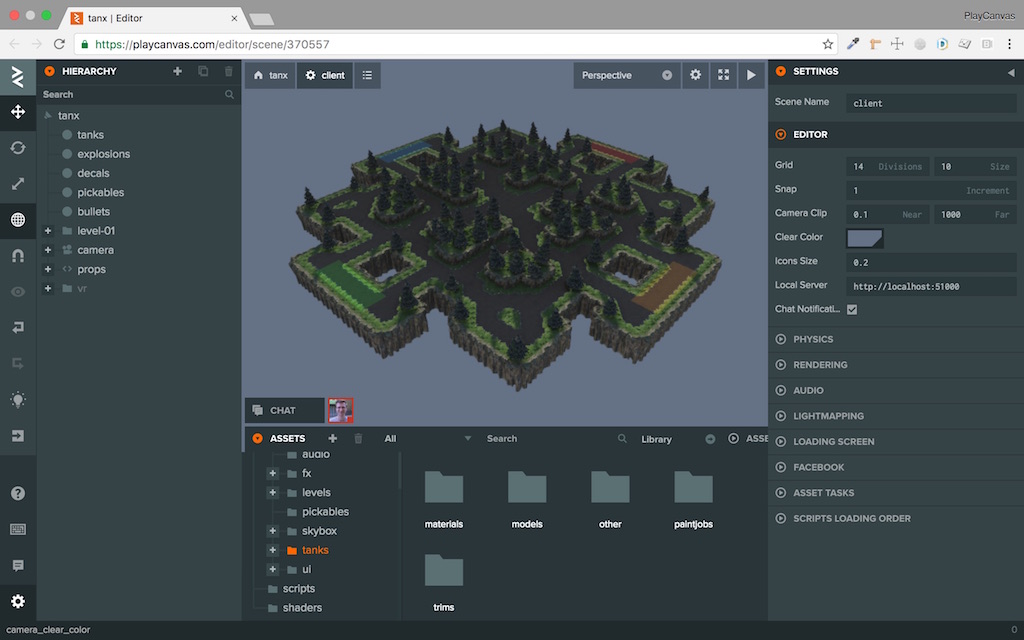 tanx | Editor
PlayCanvas
https://playcanvas.com/editor/scene/370557
HIERARCHY
Search
tanx
tanks
explosions
decals
pickables
bullets
level-01
camera
props
vr
tanx
client
Perspective
CHAT
ASSETS
All
Search
Library
ASSE
audio
fx
levels
pickables
skybox
tanks
ui
scripts
shaders
materials
models
other
paintjobs
trims
SETTINGS
Scene Name
client
EDITOR
Grid
14 Divisions
10 Size
Snap
1 Increment
Camera Clip
0.1 Near
1000 Far
Clear Color
Icons Size
0.2
Local Server
http://localhost:51000
Chat Notificati...
PHYSICS
RENDERING
AUDIO
LIGHTMAPPING
LOADING SCREEN
FACEBOOK
ASSET TASKS
SCRIPTS LOADING ORDER
camera_clear_color
0